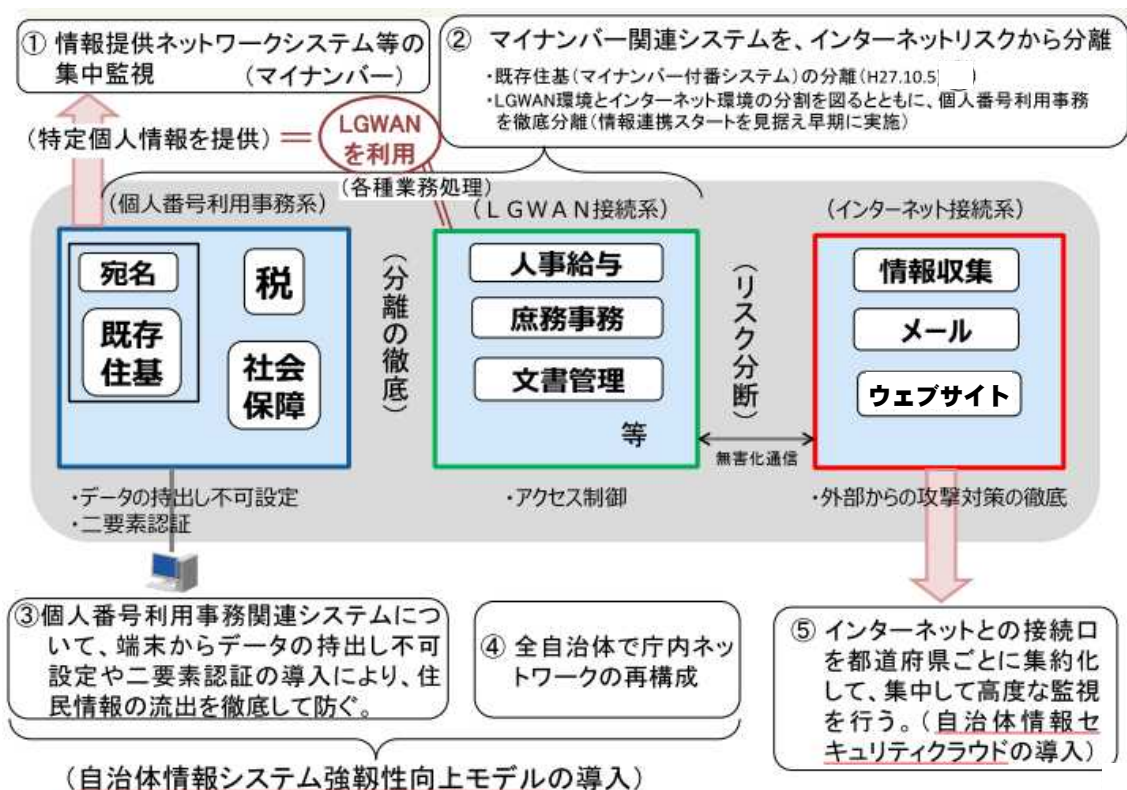 ① 情報提供ネットワークシステム等の
集中監視　　(マイナンバー)
② マイナンバー関連システムを、インターネットリスクから分離
・既存住基(マイナンバー付番システム)の分離(H27.10.5)
・LGWAN環境とインターネット環境の分割を図るとともに、個人番号利用事務
を徹底分離(情報連携スタートを見据え早期に実施)
(特定個人情報を提供)
LGWAN
を利用
(各種業務処理)
(個人番号利用事務系)
(LGWAN接続系)
(インターネット接続系)
宛名
既存
住基
税
社会
保障
(分離の徹底)
人事給与
庶務事務
文書管理
等
(リスク分断)
無害化通信
情報収集
メール
ウェブサイト
・データの持出し不可設定
・二要素認証
・アクセス制御
・外部からの攻撃対策の徹底
③個人番号利用事務関連システムにつ
いて、端末からデータの持出し不可
設定や二要素認証の導入により、住
民情報の流出を徹底して防ぐ。
④ 全自治体で庁内ネッ
トワークの再構成
⑤ インターネットとの接続口
を都道府県ごとに集約化
して、集中して高度な監視
を行う。(自治体情報セ
キュリティクラウドの導入)
(自治体情報システム強靭性向上モデルの導入)